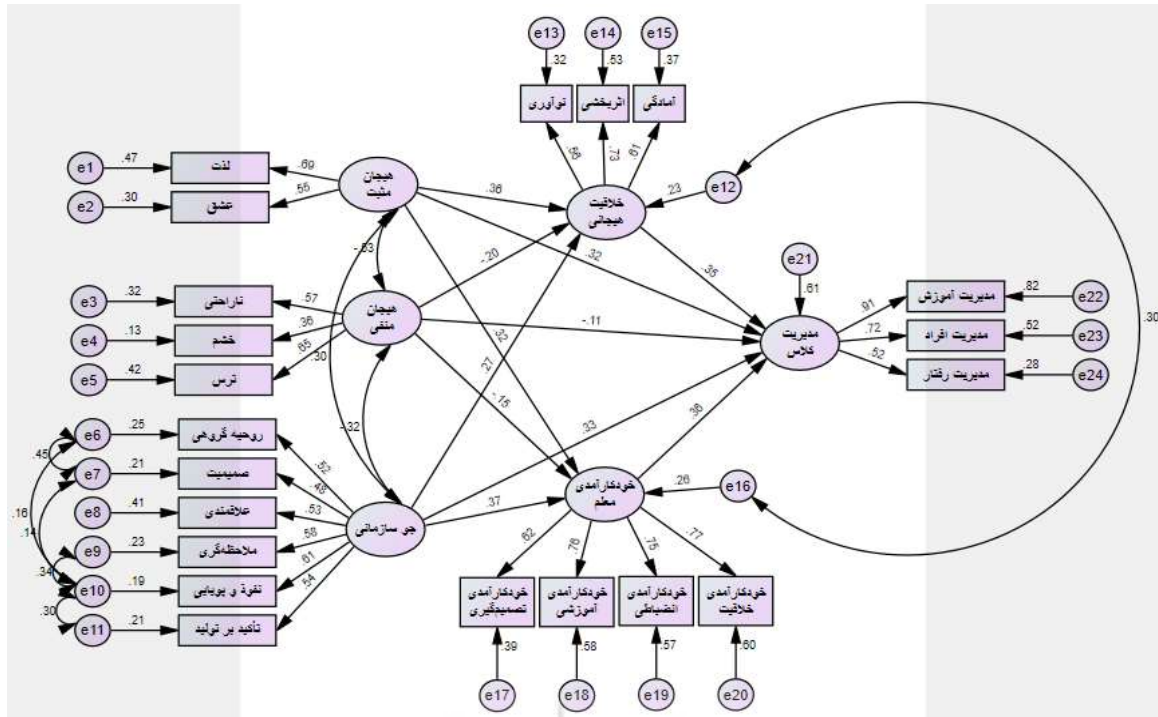 e13
e14
e15
.32
.53
.37
نوآوری
اثربخشی
آمادگی
.58
.73
.61
e1
.47
لذت
.69
e2
.30
عشق
.55
هیجان
مثبت
.36
خلاقیت
هیجانی
.23
e12
-.53
-.20
.32
.35
e21
.61
e3
.32
ناراحتی
.57
e4
.13
خشم
.36
e5
.42
ترس
.65
هیجان
منفی
.30
-.11
.32
.27
-.15
-.32
.33
.36
مدیریت
کلاس
.91
مدیریت آموزش
.82
e22
.72
مدیریت افراد
.52
e23
.52
مدیریت رفتار
.28
e24
.30
e6
.25
روحیه گروهی
.52
.45
e7
.21
صمیمیت
.48
e8
.41
علاقمندی
.53
.16
.14
e9
.23
ملاحظه‌گری
.58
.34
e10
.19
نفوذ و پویایی
.61
.30
e11
.21
تأکید بر تولید
.54
جو سازمانی
.37
خودکارآمدی
معلم
.26
e16
.62
.76
.75
.77
خودکارآمدی
تصمیم‌گیری
خودکارآمدی
آموزشی
خودکارآمدی
انضباطی
خودکارآمدی
خلاقیت
.39
.58
.57
.60
e17
e18
e19
e20